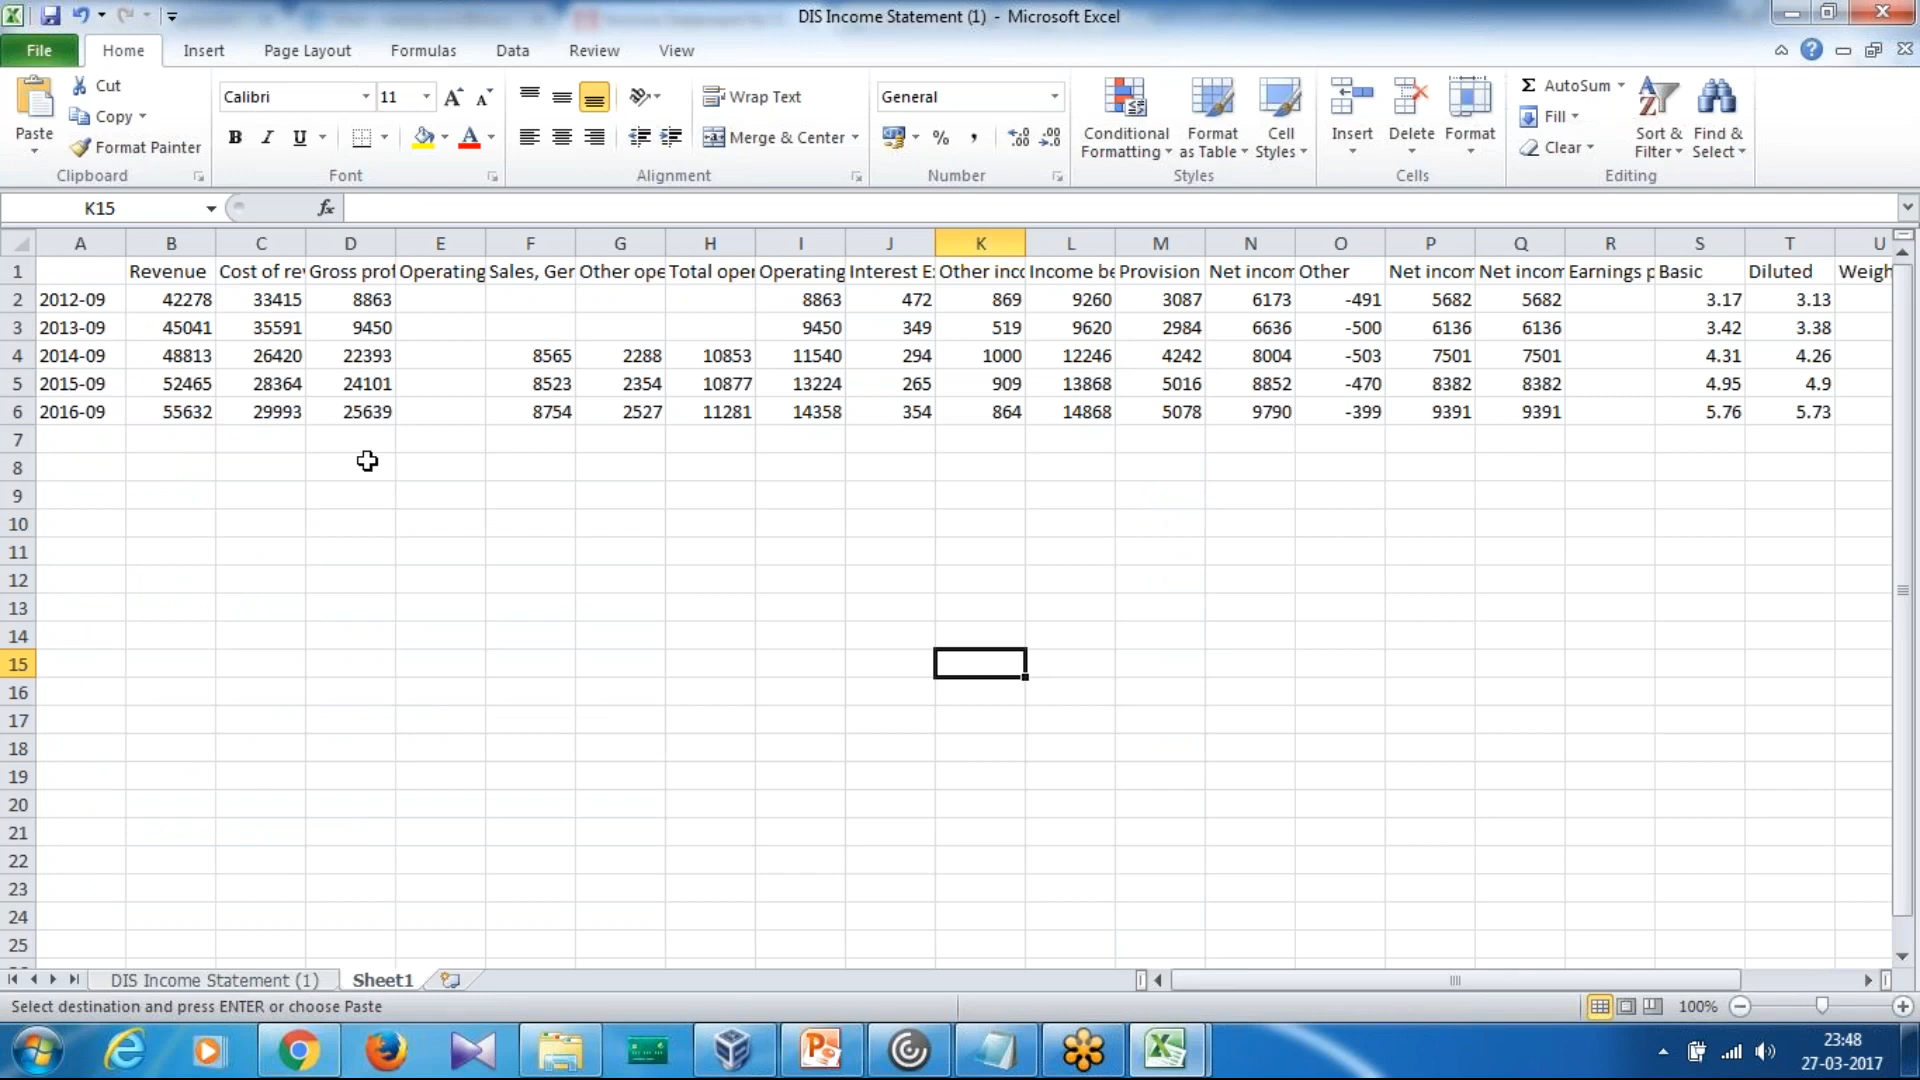 DIS Income Statement (1) - Microsoft Excel
File Home Insert Page Layout Formulas Data Review View
Paste
Cut
Copy
Format Painter
Clipboard
Calibri 11
B I U A
Font
Wrap Text
Merge & Center
Alignment
General
% ,
Number
Conditional Formatting
Format as Table
Cell Styles
Styles
Insert Delete Format
Cells
Σ AutoSum
Fill
Clear
Sort & Filter
Find & Select
Editing
K15 fx
A B C D E F G H I J K L M N O P Q R S T U
1 Revenue Cost of rev Gross prof Operating Sales, Ger Other ope Total oper Operating Interest E Other inco Income be Provision Net incom Other Net incom Net incom Earnings p Basic Diluted Weigh
2 2012-09 42278 33415 8863 8863 472 869 9260 3087 6173 -491 5682 5682 3.17 3.13
3 2013-09 45041 35591 9450 9450 349 519 9620 2984 6636 -500 6136 6136 3.42 3.38
4 2014-09 48813 26420 22393 8565 2288 10853 11540 294 1000 12246 4242 8004 -503 7501 7501 4.31 4.26
5 2015-09 52465 28364 24101 8523 2354 10877 13224 265 909 13868 5016 8852 -470 8382 8382 4.95 4.9
6 2016-09 55632 29993 25639 8754 2527 11281 14358 354 864 14868 5078 9790 -399 9391 9391 5.76 5.73
7
8
9
10
11
12
13
14
15
16
17
18
19
20
21
22
23
24
25
DIS Income Statement (1) Sheet1
Select destination and press ENTER or choose Paste 100%
23:48
27-03-2017